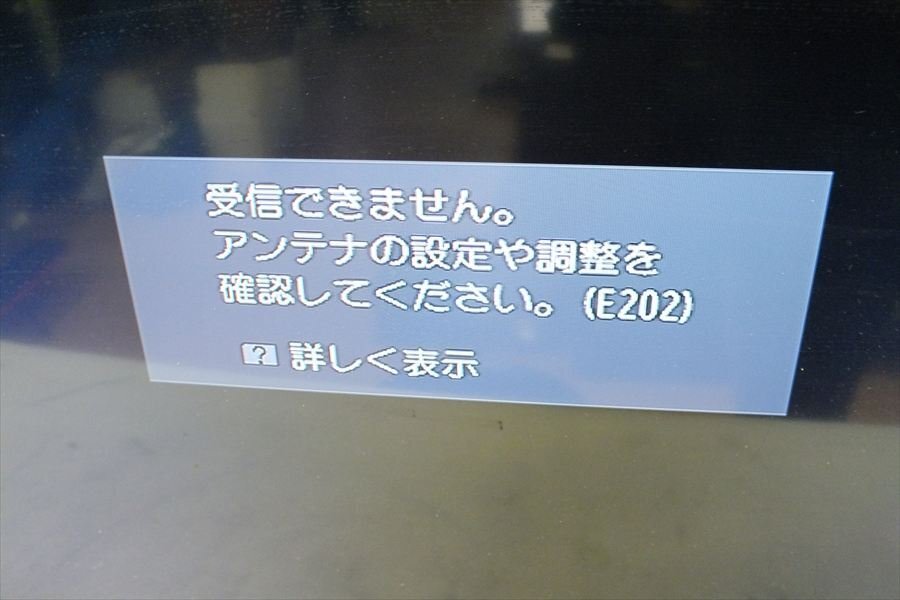 受信できません。
アンテナの設定や調整を
確認してください。(E202)
? 詳しく表示